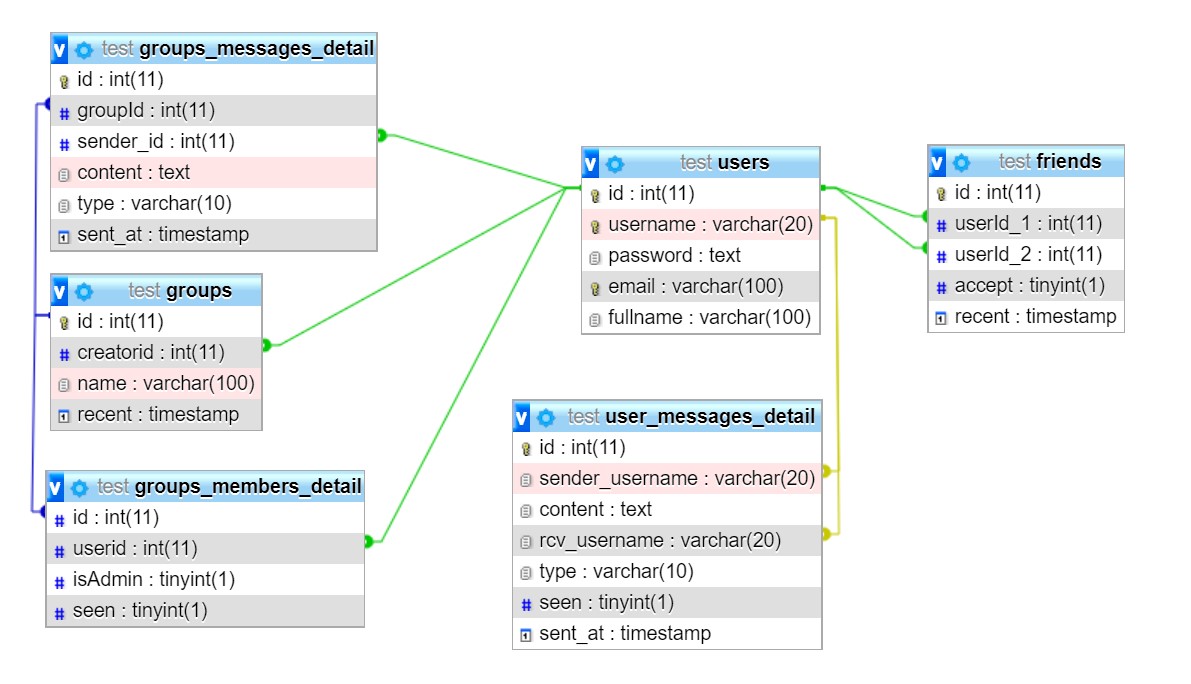 v test groups_messages_detail
id : int(11)
# groupId : int(11)
# sender_id : int(11)
content : text
type : varchar(10)
sent_at : timestamp
v test groups
id : int(11)
# creatorid : int(11)
name : varchar(100)
recent : timestamp
v test groups_members_detail
# id : int(11)
# userid : int(11)
# isAdmin : tinyint(1)
# seen : tinyint(1)
v test users
id : int(11)
username : varchar(20)
password : text
email : varchar(100)
fullname : varchar(100)
v test user_messages_detail
id : int(11)
sender_username : varchar(20)
content : text
rcv_username : varchar(20)
type : varchar(10)
# seen : tinyint(1)
sent_at : timestamp
v test friends
id : int(11)
# userId_1 : int(11)
# userId_2 : int(11)
# accept : tinyint(1)
recent : timestamp